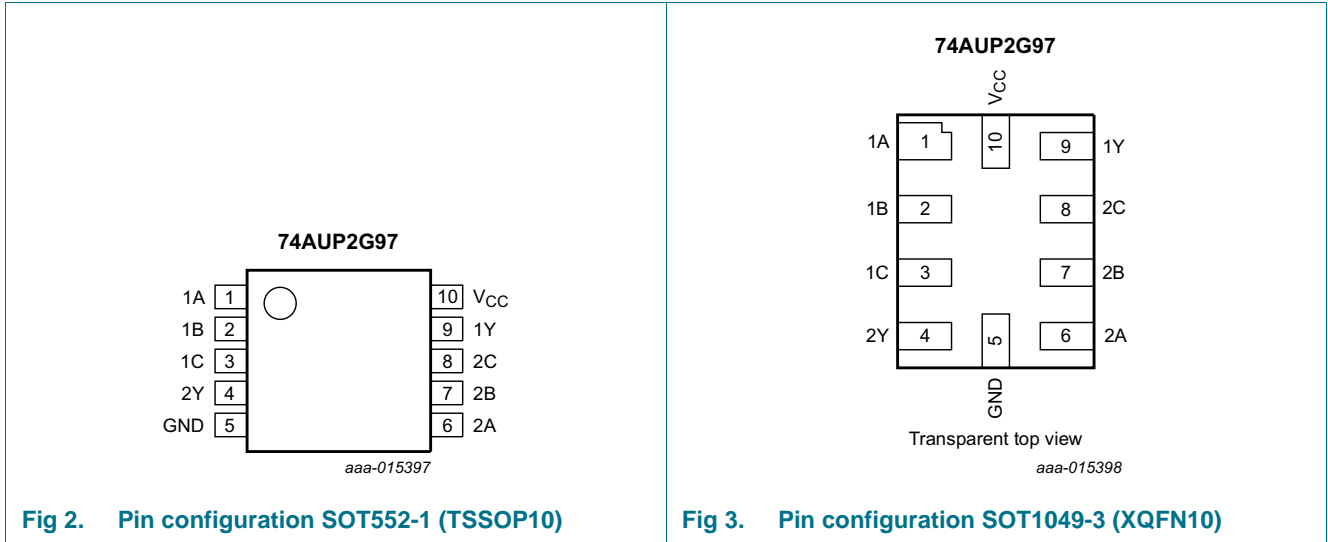 74AUP2G97
1A 1 10 VCC
1B 2 9 1Y
1C 3 8 2C
2Y 4 7 2B
GND 5 6 2A
aaa-015397
Fig 2. Pin configuration SOT552-1 (TSSOP10)
74AUP2G97
VCC
1A 1 10 9 1Y
1B 2 8 2C
1C 3 7 2B
2Y 4 5 6 2A
GND
Transparent top view
aaa-015398
Fig 3. Pin configuration SOT1049-3 (XQFN10)